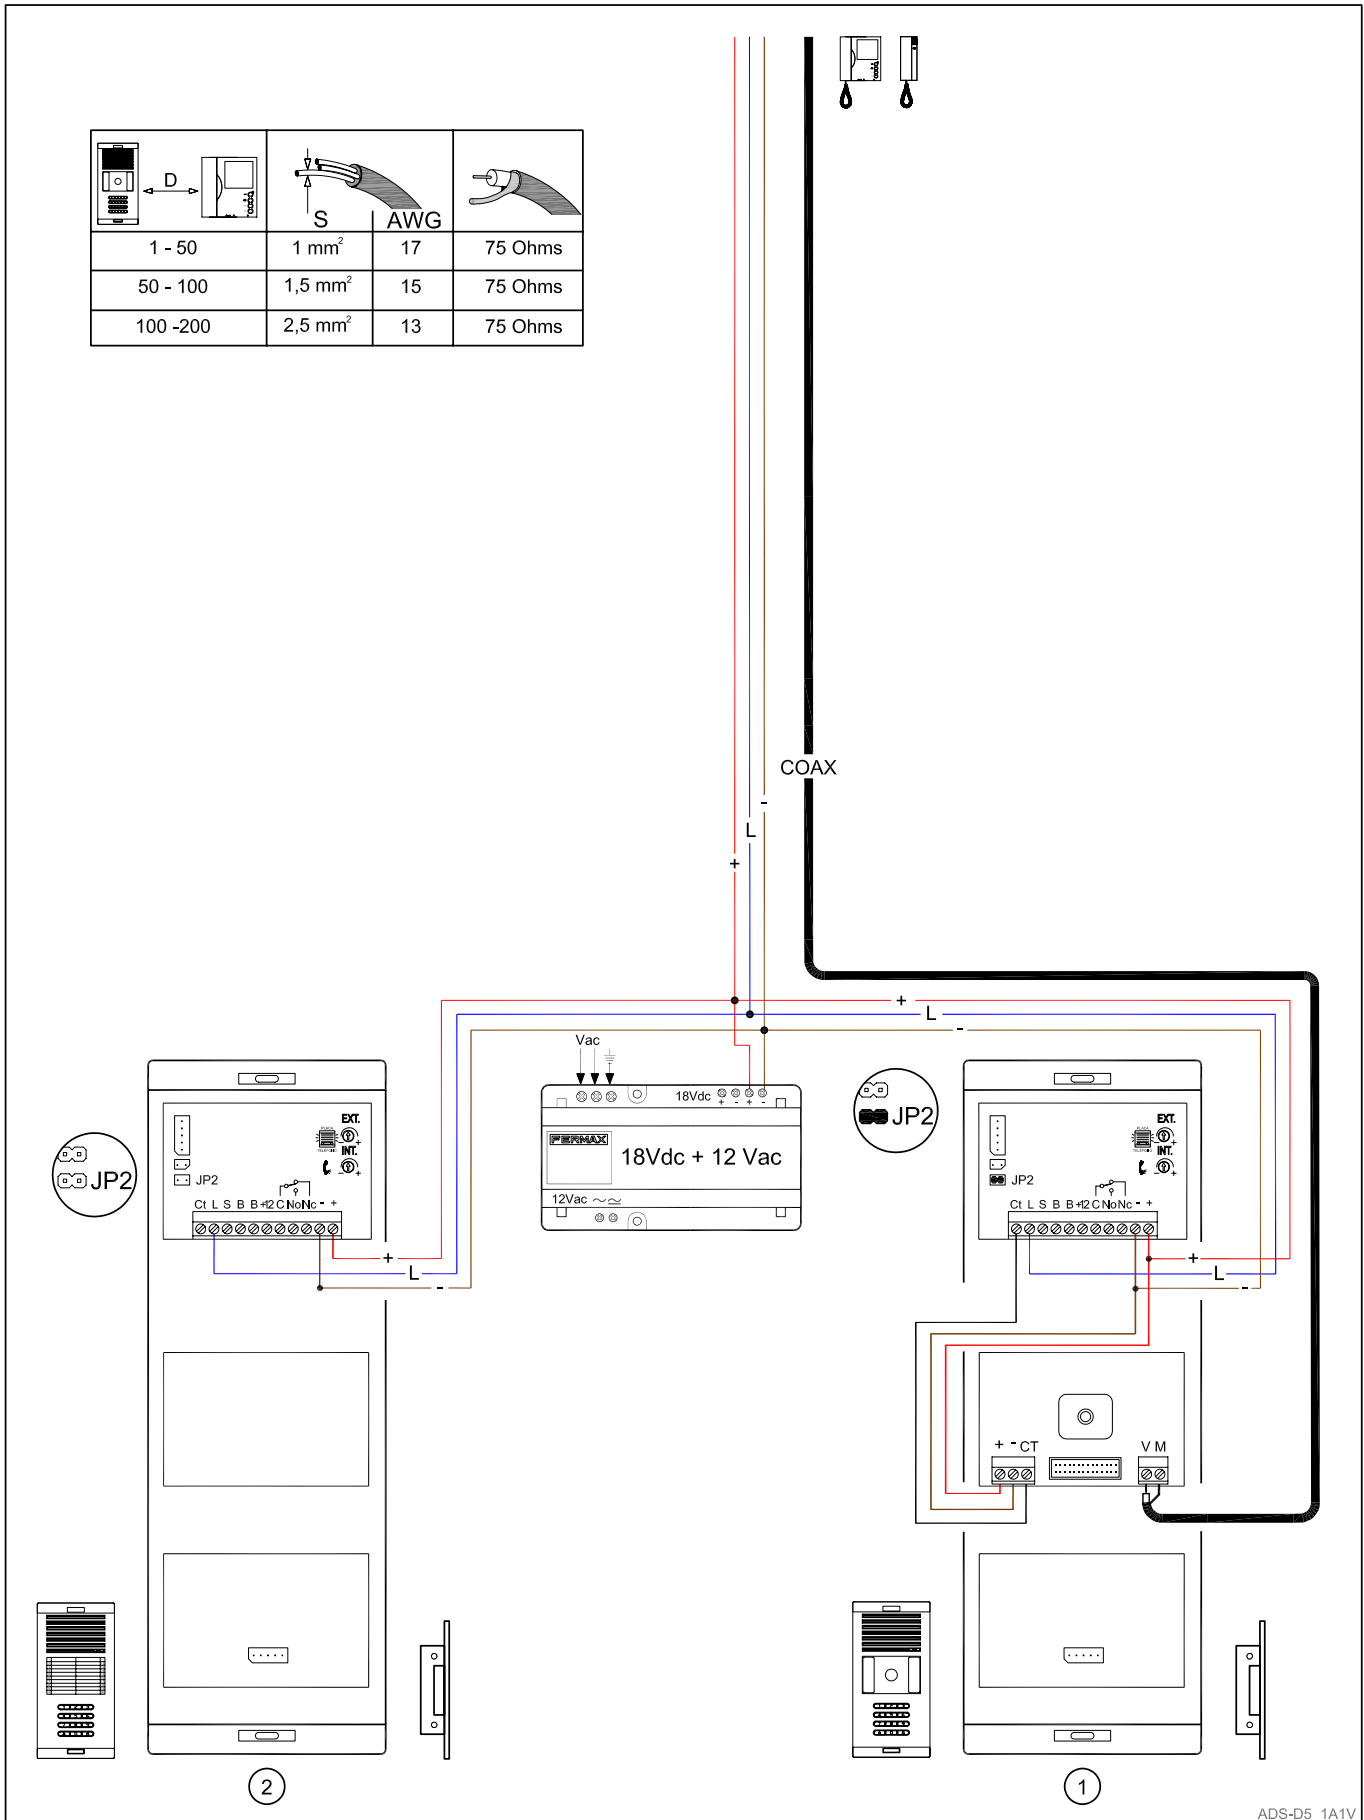 D
S AWG
1 - 50 1 mm² 17 75 Ohms
50 - 100 1,5 mm² 15 75 Ohms
100 -200 2,5 mm² 13 75 Ohms
COAX
-
L
+
+
L
-
Vac
18Vdc
+ - + -
FERMAX
18Vdc + 12 Vac
12Vac
JP2
EXT.
- +
INT.
- +
JP2
Ct L S B B +12 C No Nc - +
+
L
-
JP2
PLACA
EXT.
- +
TELEFONO
INT.
- +
JP2
Ct L S B B +12 C No Nc - +
+
L
-
+ - CT
V M
2
1
ADS-D5 1A1V